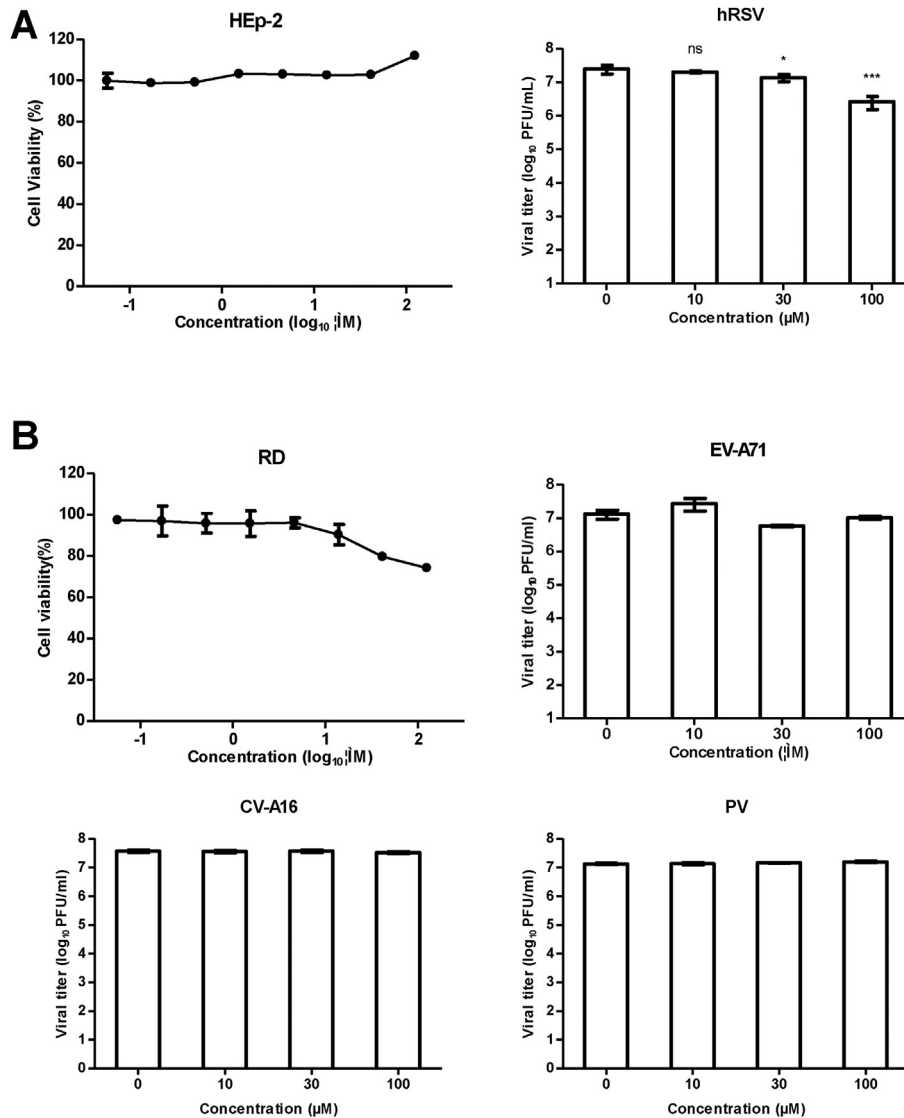 A
HEp-2
Cell Viability (%)
120
100
80
60
40
20
0
-1 0 1 2
Concentration (log10 ¦ÌM)
hRSV
Viral titer (log10 PFU/mL)
8
7
6
5
4
3
2
1
ns
*
***
0 10 30 100
Concentration (µM)
B
RD
Cell viability(%)
120
100
80
60
40
20
0
-1 0 1 2
Concentration (log10¦ÌM)
EV-A71
Viral titer (log10 PFU/ml)
8
7
6
5
4
3
2
1
0 10 30 100
Concentration (¦ÌM)
CV-A16
Viral titer (log10 PFU/ml)
8
7
6
5
4
3
2
1
0
0 10 30 100
Concentration (µM)
PV
Viral titer (log10 PFU/ml)
8
7
6
5
4
3
2
1
0
0 10 30 100
Concentration (µM)